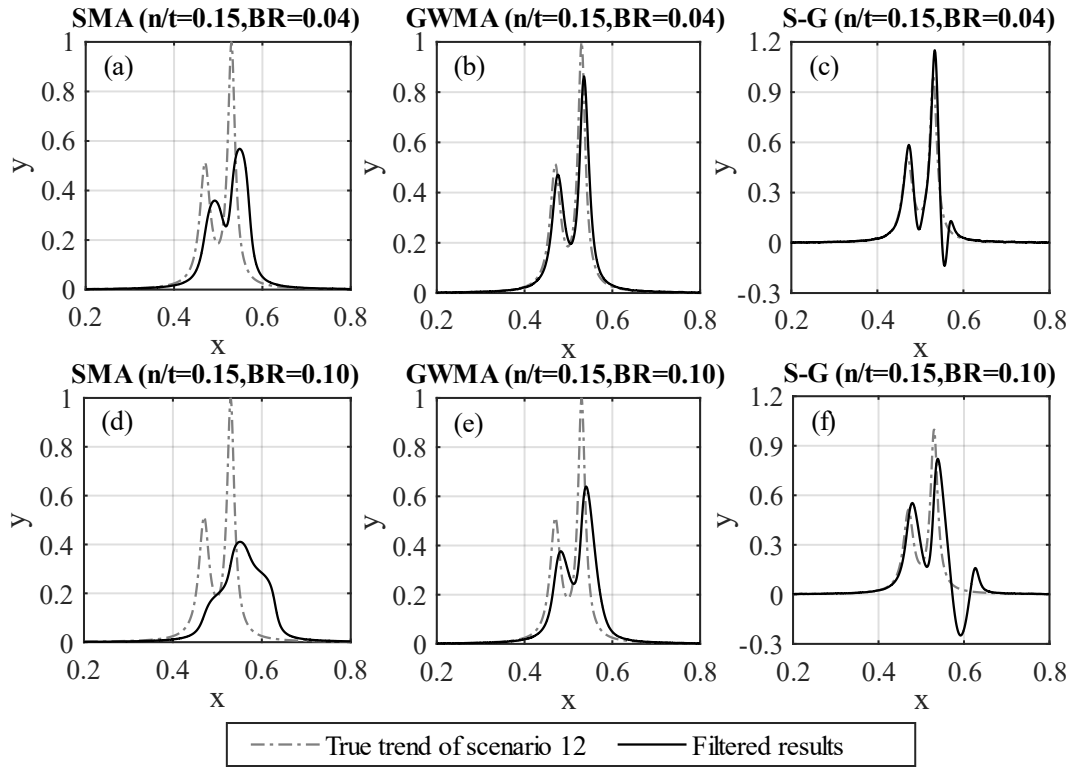 SMA (n/t=0.15,BR=0.04)
GWMA (n/t=0.15,BR=0.04)
S-G (n/t=0.15,BR=0.04)
(a)
1
0.8
0.6
0.4
0.2
0
y
0.2 0.4 0.6 0.8
x
(b)
1
0.8
0.6
0.4
0.2
0
y
0.2 0.4 0.6 0.8
x
(c)
1.2
0.9
0.6
0.3
0
-0.3
y
0.2 0.4 0.6 0.8
x
SMA (n/t=0.15,BR=0.10)
GWMA (n/t=0.15,BR=0.10)
S-G (n/t=0.15,BR=0.10)
(d)
1
0.8
0.6
0.4
0.2
0
y
0.2 0.4 0.6 0.8
x
(e)
1
0.8
0.6
0.4
0.2
0
y
0.2 0.4 0.6 0.8
x
(f)
1.2
0.9
0.6
0.3
0
-0.3
y
0.2 0.4 0.6 0.8
x
True trend of scenario 12 Filtered results